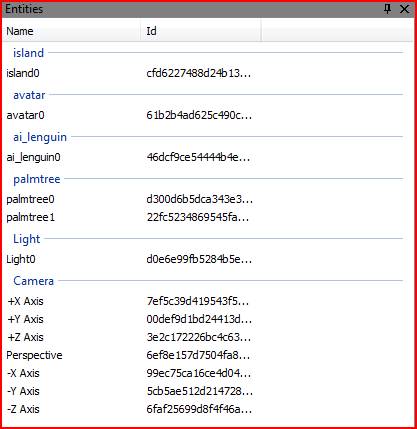 Entities
Name Id
island
island0 cfd6227488d24b13...
avatar
avatar0 61b2b4ad625c490c...
ai_lenguin
ai_lenguin0 46dcf9ce54444b4e...
palmtree
palmtree0 d300d6b5dca343e3...
palmtree1 22fc5234869545fa...
Light
Light0 d0e6e99fb5284b5e...
Camera
+X Axis 7ef5c39d419543f5...
+Y Axis 00def9d1bd24413d...
+Z Axis 3e2c172226bc4c63...
Perspective 6ef8e157d7504fa8...
-X Axis 99ec75ca16ce4d04...
-Y Axis 5cb5ae512d214728...
-Z Axis 6faf25699d8f4f46a...